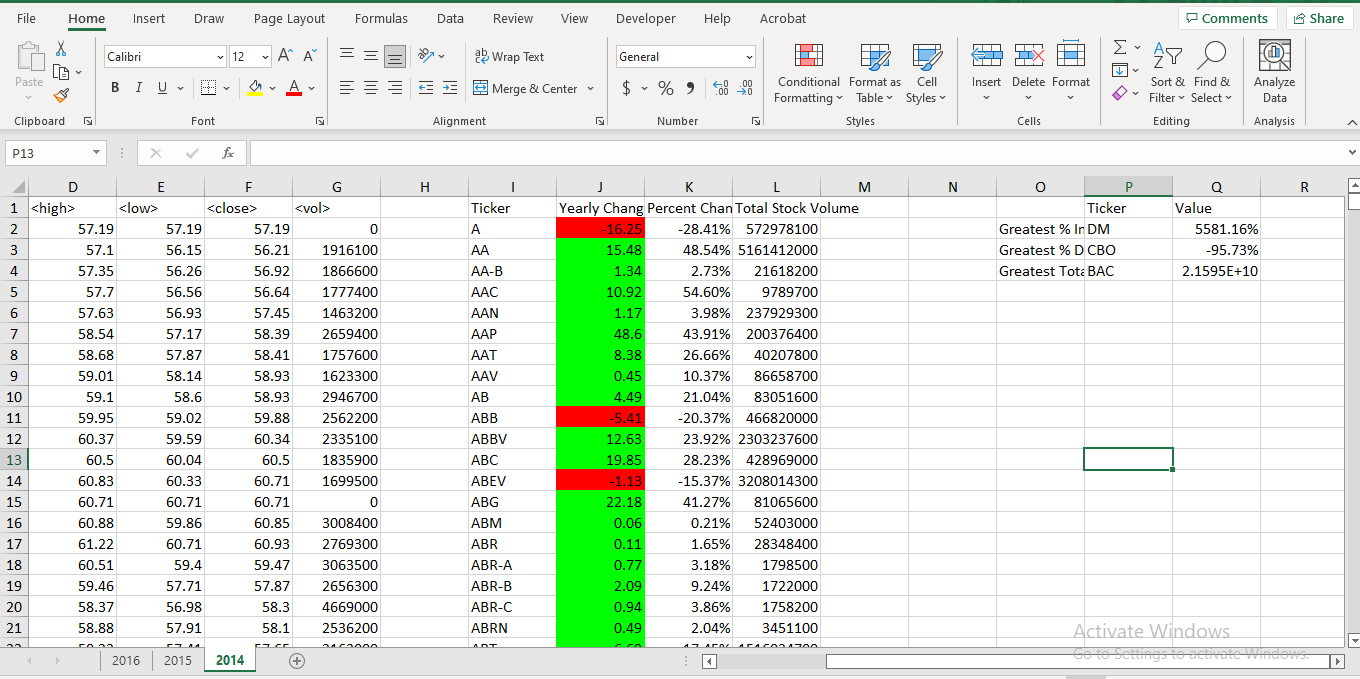 File Home Insert Draw Page Layout Formulas Data Review View Developer Help Acrobat Comments Share
Calibri 12 A^ A˅ ab Wrap Text General
Paste B I U A Merge & Center $ % 9 Conditional Formatting Format as Table Cell Styles Insert Delete Format Sort & Filter Find & Select Analyze Data
Clipboard Font Alignment Number Styles Cells Editing Analysis
P13 fx
D E F G H I J K L M N O P Q R
1 <high> <low> <close> <vol> Ticker Yearly Chang Percent Chan Total Stock Volume Ticker Value
2 57.19 57.19 57.19 0 A -16.25 -28.41% 572978100 Greatest % In DM 5581.16%
3 57.1 56.15 56.21 1916100 AA 15.48 48.54% 5161412000 Greatest % D CBO -95.73%
4 57.35 56.26 56.92 1866600 AA-B 1.34 2.73% 21618200 Greatest Tota BAC 2.1595E+10
5 57.7 56.56 56.64 1777400 AAC 10.92 54.60% 9789700
6 57.63 56.93 57.45 1463200 AAN 1.17 3.98% 237929300
7 58.54 57.17 58.39 2659400 AAP 48.6 43.91% 200376400
8 58.68 57.87 58.41 1757600 AAT 8.38 26.66% 40207800
9 59.01 58.14 58.93 1623300 AAV 0.45 10.37% 86658700
10 59.1 58.6 58.93 2946700 AB 4.49 21.04% 83051600
11 59.95 59.02 59.88 2562200 ABB -5.41 -20.37% 466820000
12 60.37 59.59 60.34 2335100 ABBV 12.63 23.92% 2303237600
13 60.5 60.04 60.5 1835900 ABC 19.85 28.23% 428969000
14 60.83 60.33 60.71 1699500 ABEV -1.13 -15.37% 3208014300
15 60.71 60.71 60.71 0 ABG 22.18 41.27% 81065600
16 60.88 59.86 60.85 3008400 ABM 0.06 0.21% 52403000
17 61.22 60.71 60.93 2769300 ABR 0.11 1.65% 28348400
18 60.51 59.4 59.47 3063500 ABR-A 0.77 3.18% 1798500
19 59.46 57.71 57.87 2656300 ABR-B 2.09 9.24% 1722000
20 58.37 56.98 58.3 4669000 ABR-C 0.94 3.86% 1758200
21 58.88 57.91 58.1 2536200 ABRN 0.49 2.04% 3451100
Activate Windows
Go to Settings to activate Windows.
2016 2015 2014